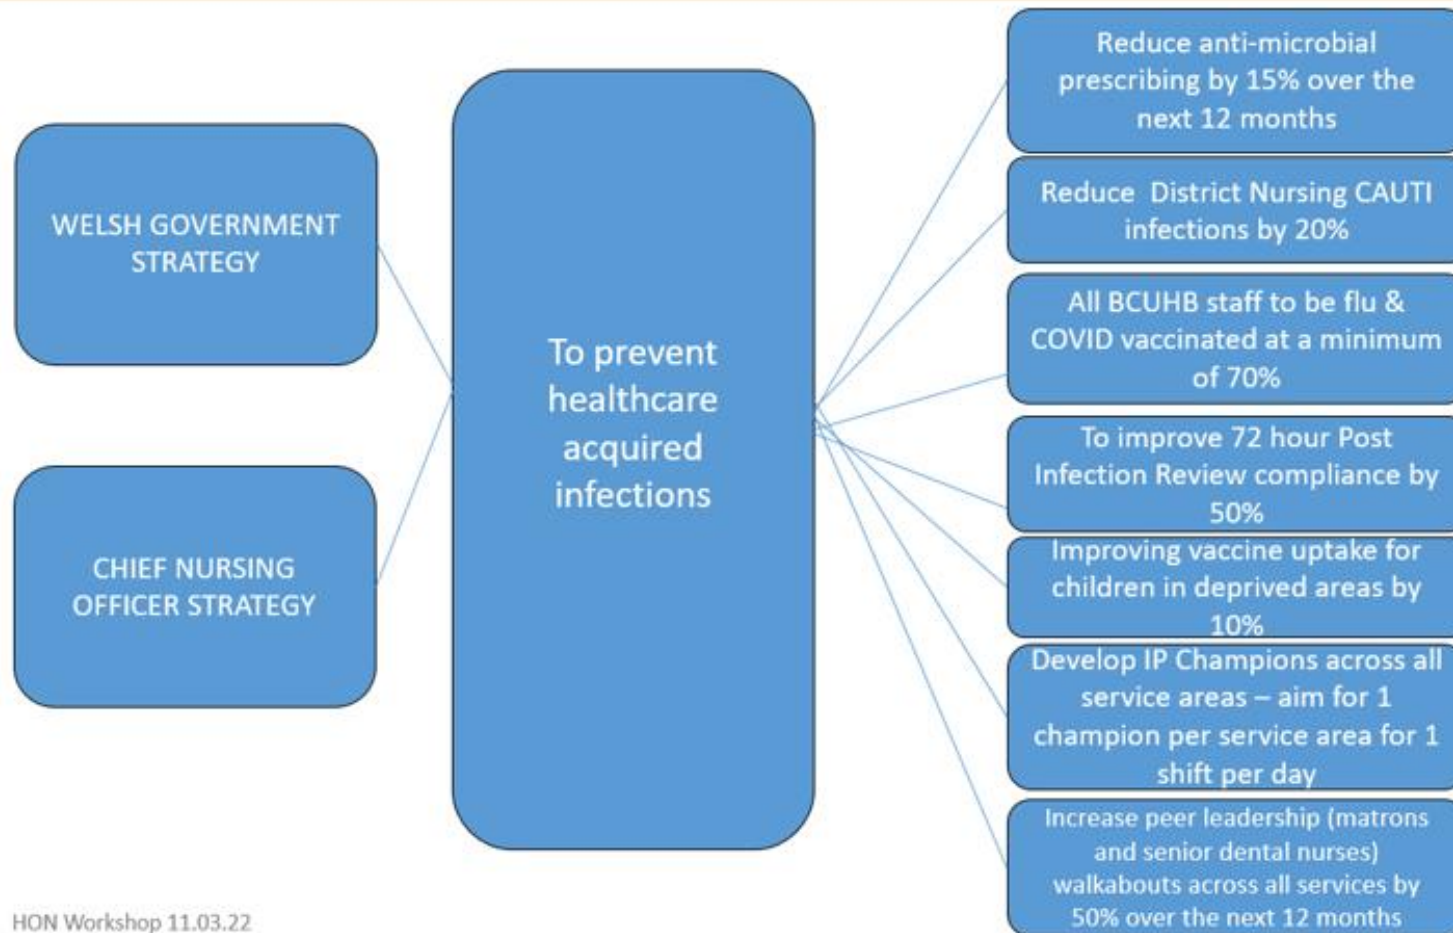 WELSH GOVERNMENT
STRATEGY
CHIEF NURSING
OFFICER STRATEGY
To prevent
healthcare
acquired
infections
Reduce anti-microbial
prescribing by 15% over the
next 12 months
Reduce District Nursing CAUTI
infections by 20%
All BCUHB staff to be flu &
COVID vaccinated at a minimum
of 70%
To improve 72 hour Post
Infection Review compliance by
50%
Improving vaccine uptake for
children in deprived areas by
10%
Develop IP Champions across all
service areas – aim for 1
champion per service area for 1
shift per day
Increase peer leadership (matrons
and senior dental nurses)
walkabouts across all services by
50% over the next 12 months
HON Workshop 11.03.22